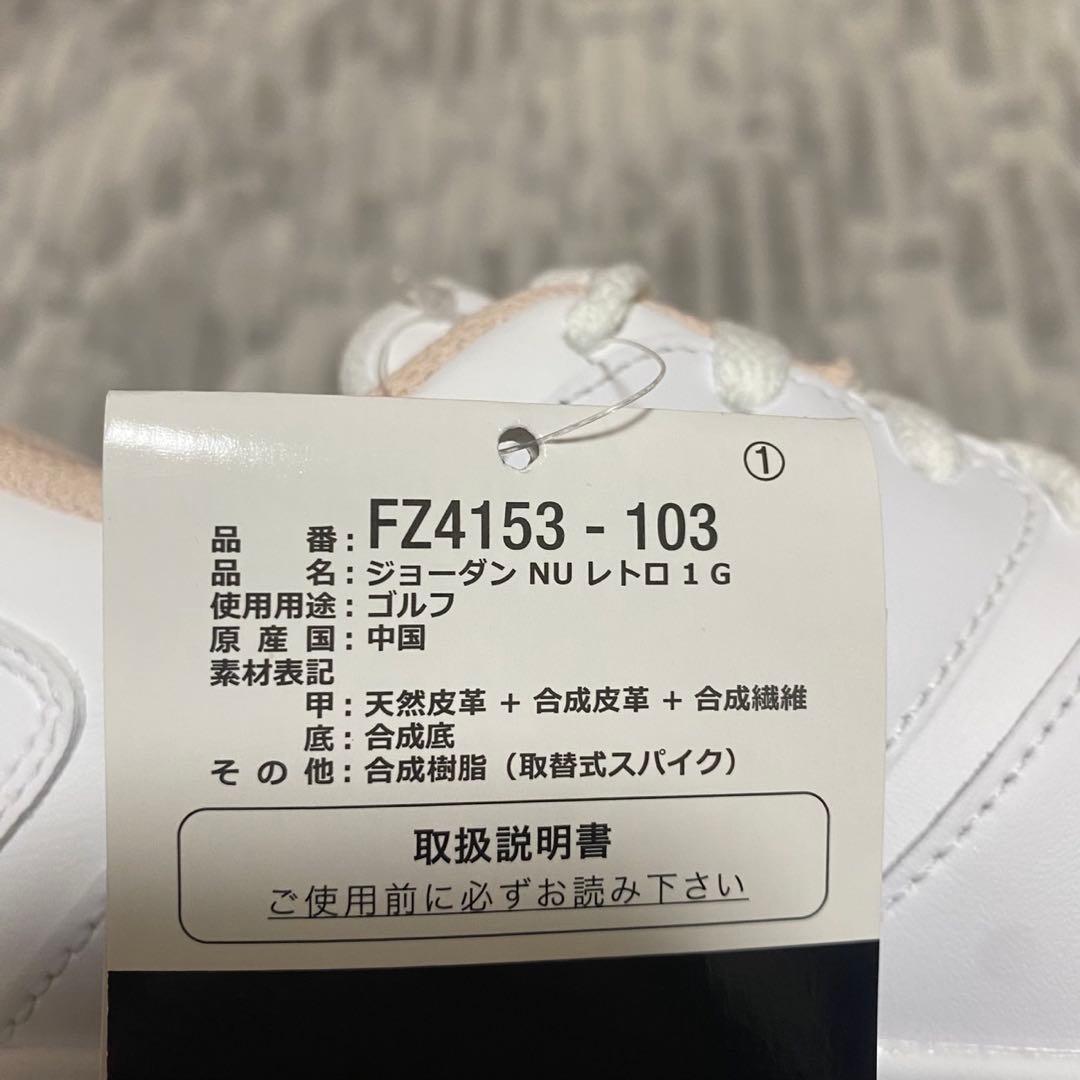 ①
品番:FZ4153 - 103
品名:ジョーダン NU レトロ 1 G
使用用途:ゴルフ
原産国:中国
素材表記
甲:天然皮革 + 合成皮革 + 合成繊維
底:合成底
その他:合成樹脂(取替式スパイク)
取扱説明書
ご使用前に必ずお読み下さい